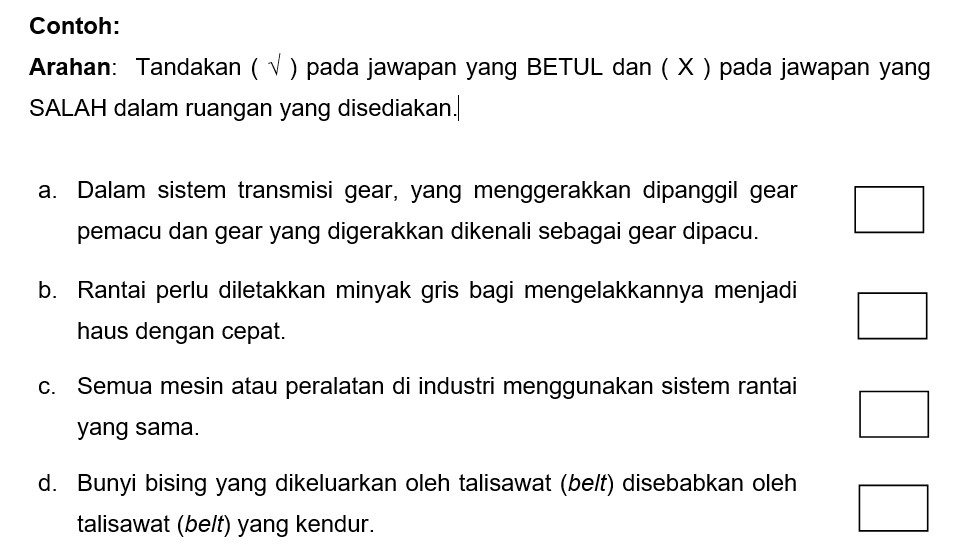 Contoh:
Arahan: Tandakan ( √ ) pada jawapan yang BETUL dan ( X ) pada jawapan yang
SALAH dalam ruangan yang disediakan.
a. Dalam sistem transmisi gear, yang menggerakkan dipanggil gear
pemacu dan gear yang digerakkan dikenali sebagai gear dipacu.
b. Rantai perlu diletakkan minyak gris bagi mengelakkannya menjadi
haus dengan cepat.
c. Semua mesin atau peralatan di industri menggunakan sistem rantai
yang sama.
d. Bunyi bising yang dikeluarkan oleh talisawat (belt) disebabkan oleh
talisawat (belt) yang kendur.